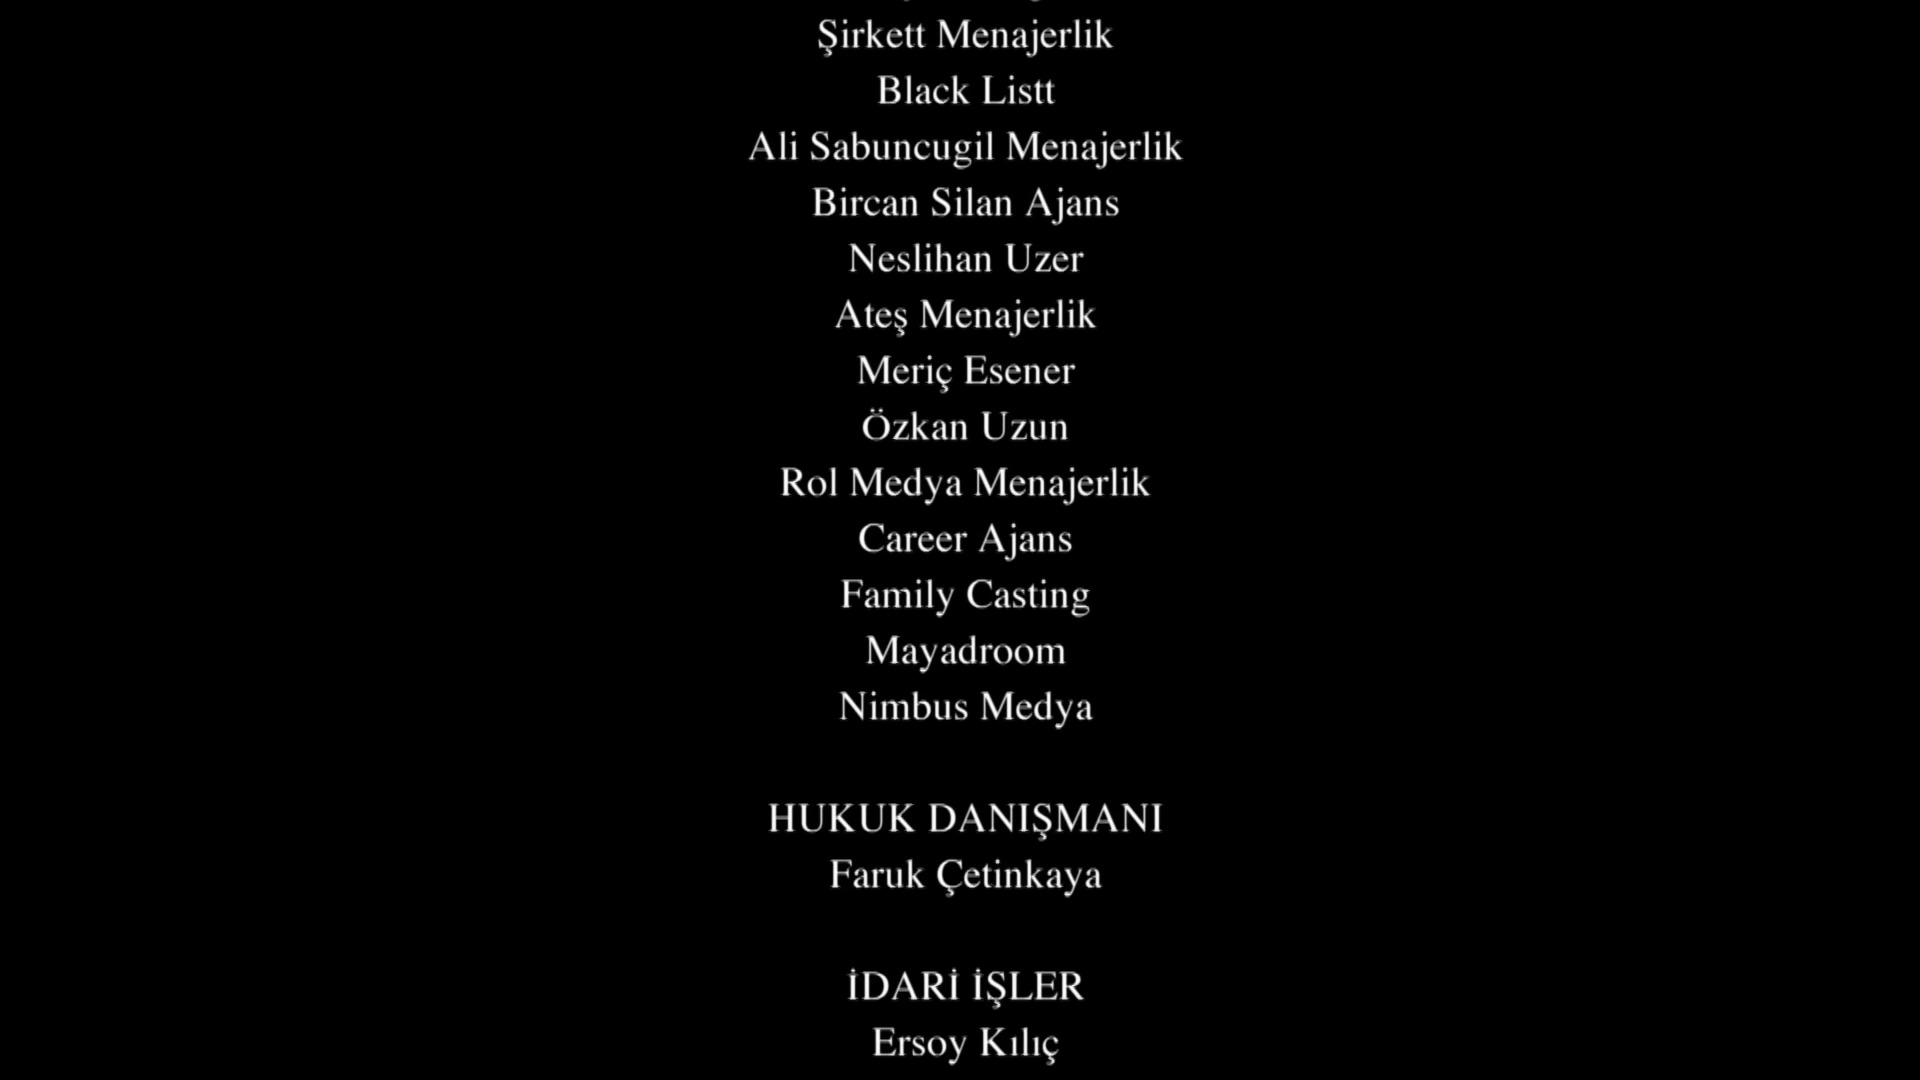 Şirkett Menajerlik
Black Listt
Ali Sabuncugil Menajerlik
Bircan Silan Ajans
Neslihan Uzer
Ateş Menajerlik
Meriç Esener
Özkan Uzun
Rol Medya Menajerlik
Career Ajans
Family Casting
Mayadroom
Nimbus Medya
HUKUK DANIŞMANI
Faruk Çetinkaya
İDARİ İŞLER
Ersoy Kılıç